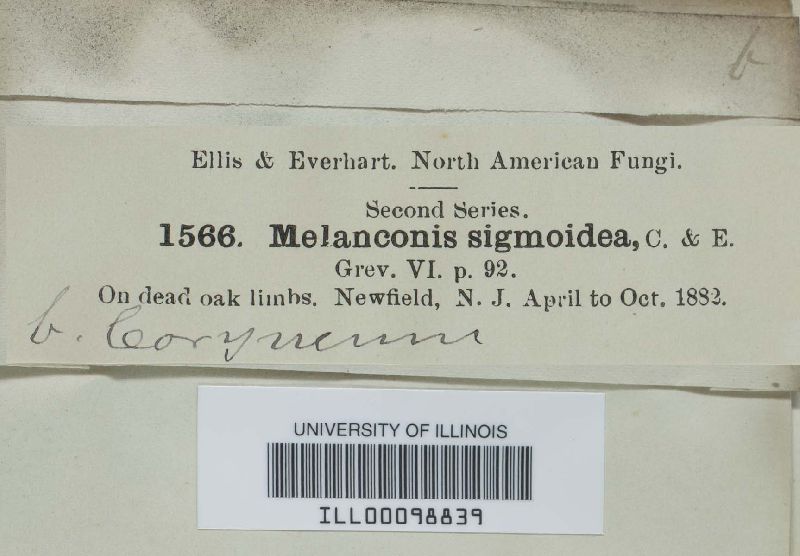 b
Ellis & Everhart. North American Fungi.
Second Series.
1566. Melanconis sigmoidea, C. & E.
Grev. VI. p. 92.
On dead oak limbs. Newfield, N. J. April to Oct. 1882.
b. Coryneum
UNIVERSITY OF ILLINOIS
ILL00098839